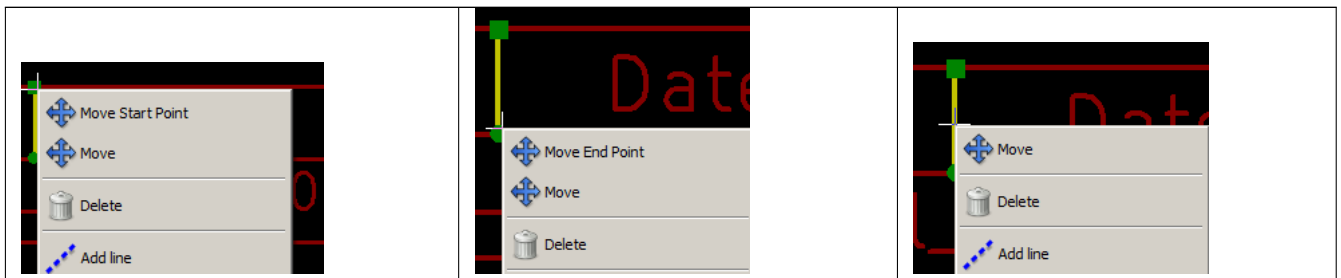 Move Start Point
Move
Delete
Add line
Date
Move End Point
Move
Delete
Move
Delete
Add line